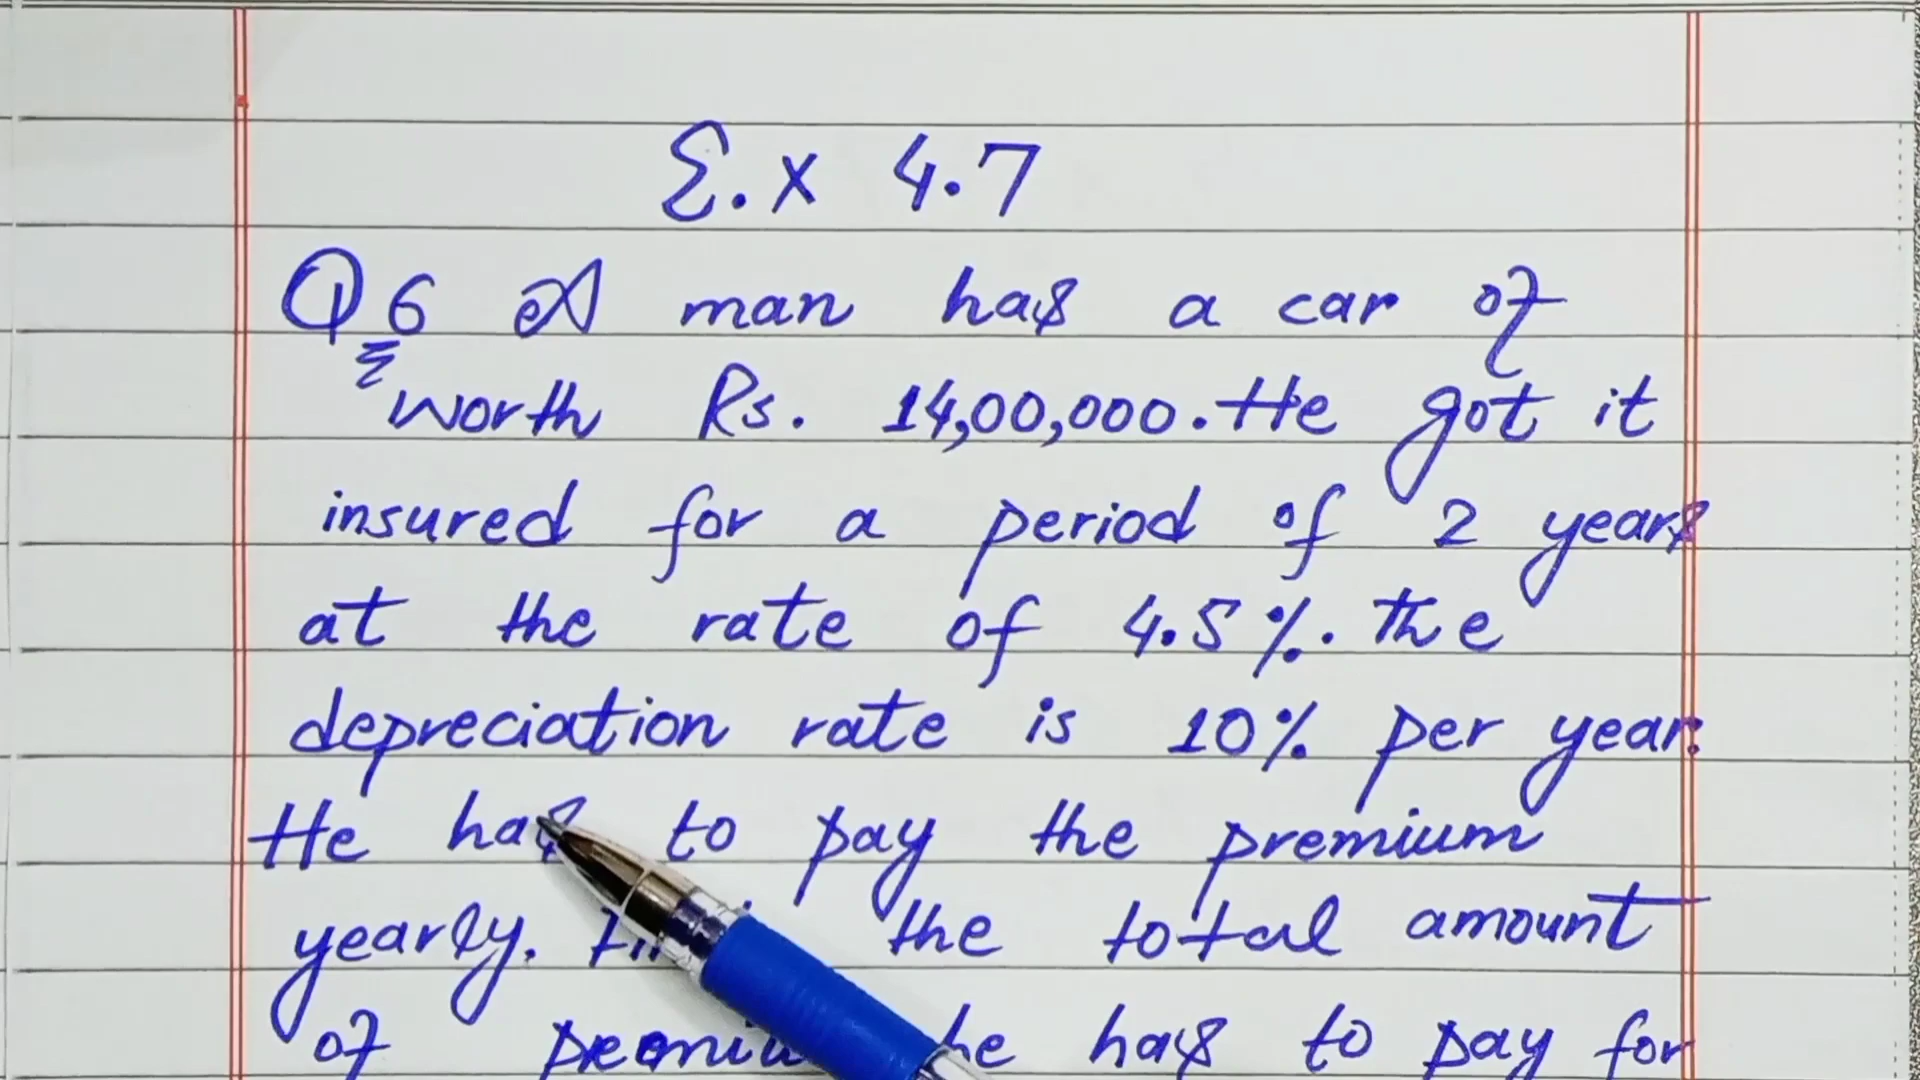 E.x 4.7
Q6 A man has a car of
worth Rs. 14,00,000. He got it
insured for a period of 2 years
at the rate of 4.5%. The
depreciation rate is 10% per year.
He has to pay the premium
yearly. the total amount
of he has to pay for